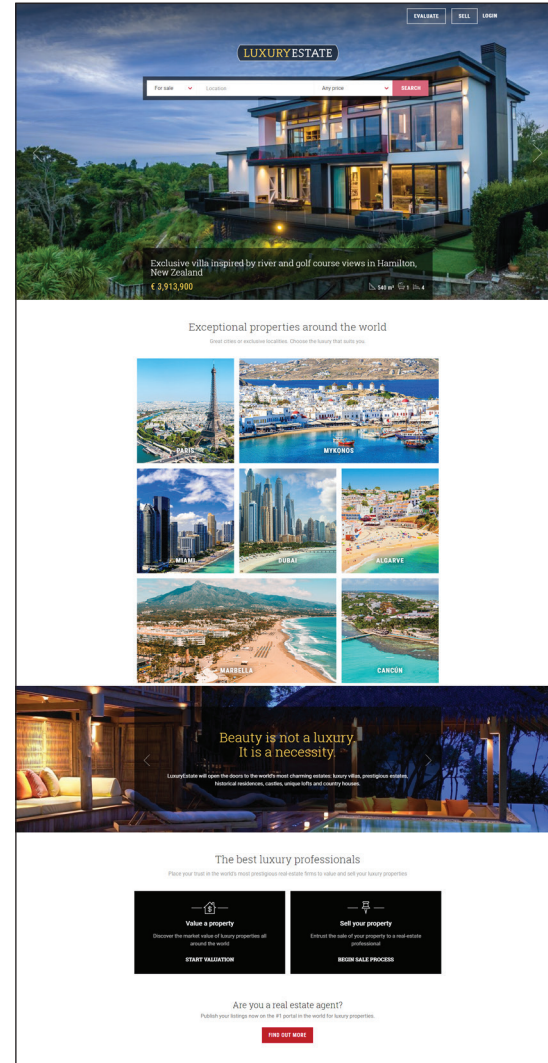 EVALUATE SELL LOGIN
LUXURYESTATE
For sale Location Any price SEARCH
Exclusive villa inspired by river and golf course views in Hamilton,
New Zealand
€ 3,913,900 540 m² 1 4
Exceptional properties around the world
Great cities or exclusive localities. Choose the luxury that suits you.
PARIS MYKONOS
MIAMI DUBAI ALGARVE
MARBELLA CANCÚN
Beauty is not a luxury.
It is a necessity.
LuxuryEstate will open the doors to the world's most charming estates: luxury villas, prestigious estates,
historical residences, castles, unique lofts and country houses.
The best luxury professionals
Place your trust in the world's most prestigious real estate firms to value and sell your luxury properties
Value a property
Discover the market value of luxury properties all
around the world
START VALUATION
Sell your property
Entrust the sale of your property to a real-estate
professional
BEGIN SALE PROCESS
Are you a real estate agent?
Publish your listings now on the #1 portal in the world for luxury properties.
FIND OUT MORE